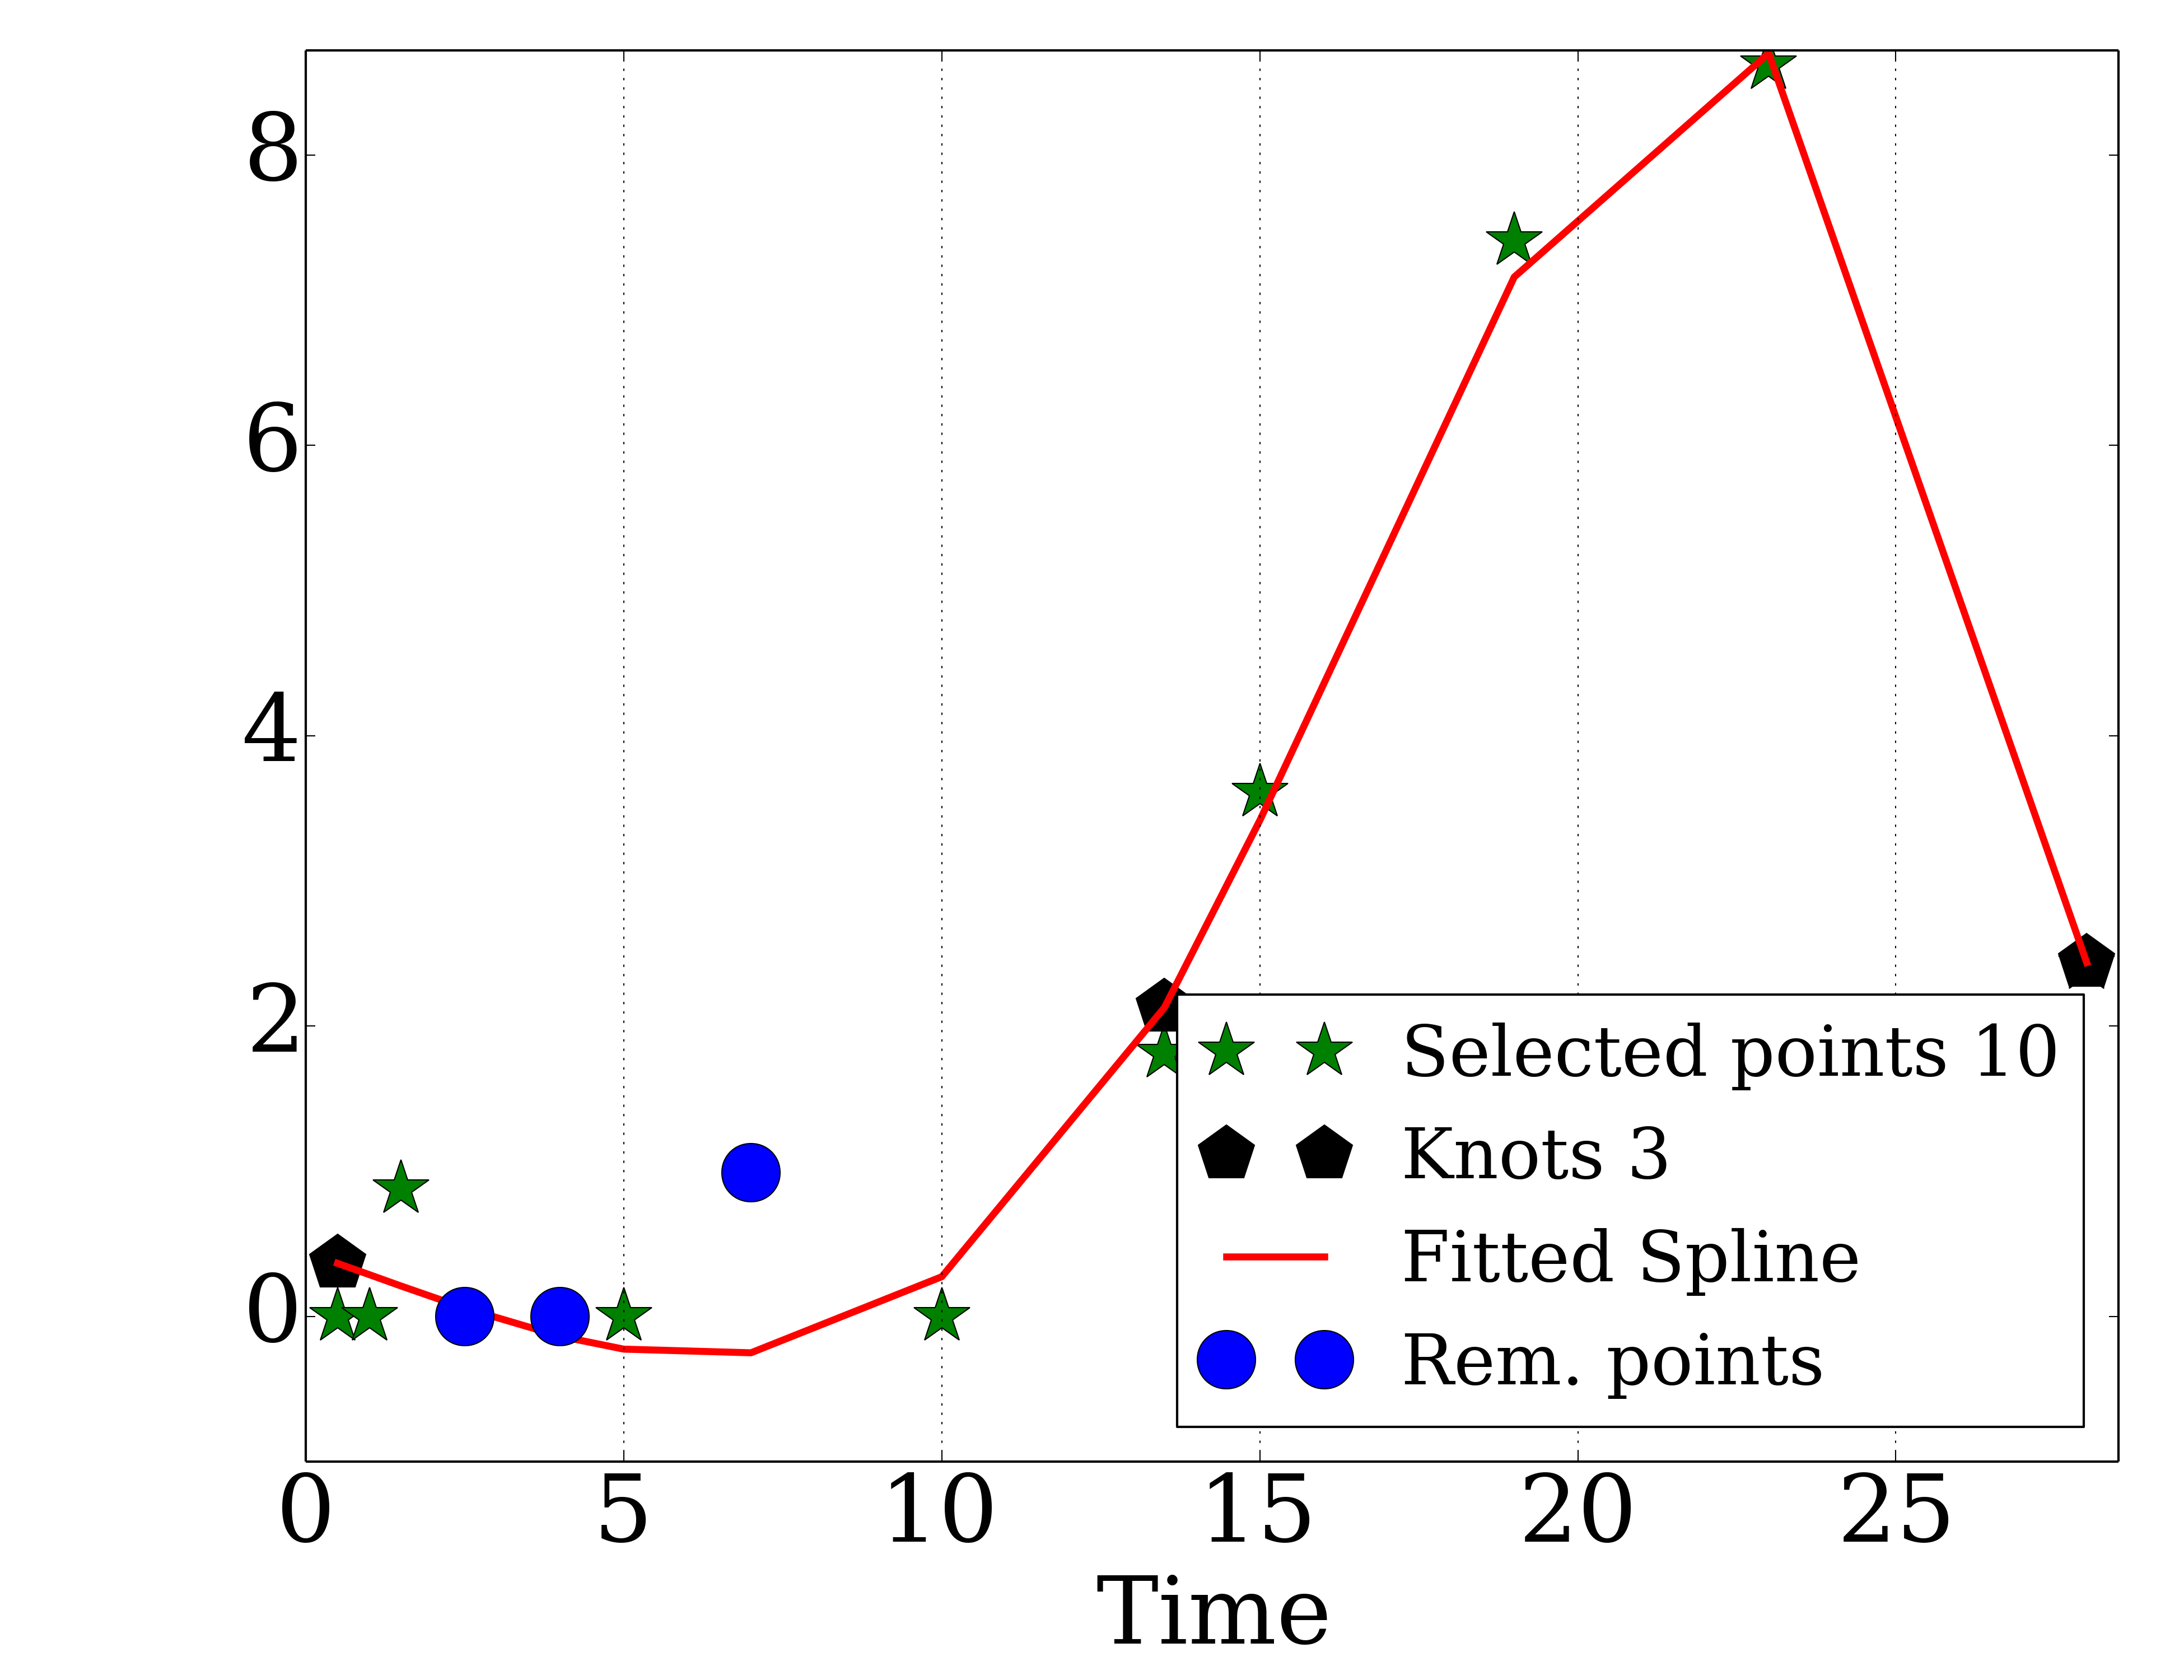 8
6
4
2
0
Selected points 10
Knots 3
Fitted Spline
Rem. points
0 5 10 15 20 25
Time